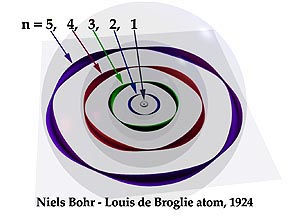 n = 5, 4, 3, 2, 1
Niels Bohr - Louis de Broglie atom, 1924